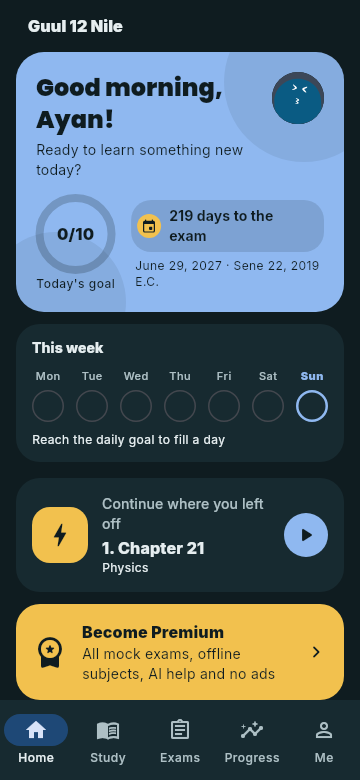 Guul 12 Nile
Good morning,
Ayan!
Ready to learn something new
today?
0/10
Today's goal
219 days to the
exam
June 29, 2027 · Sene 22, 2019
E.C.
This week
Mon Tue Wed Thu Fri Sat Sun
Reach the daily goal to fill a day
Continue where you left
off
1. Chapter 21
Physics
Become Premium
All mock exams, offline
subjects, AI help and no ads
Home Study Exams Progress Me